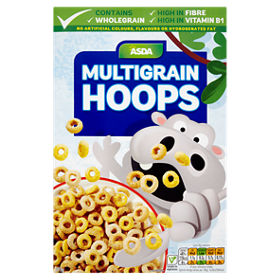 CONTAINS
WHOLEGRAIN
HIGH IN FIBRE
HIGH IN VITAMIN B1
NO ARTIFICIAL COLOURS, FLAVOURS OR HYDROGENATED FAT
ASDA
MULTIGRAIN
HOOPS